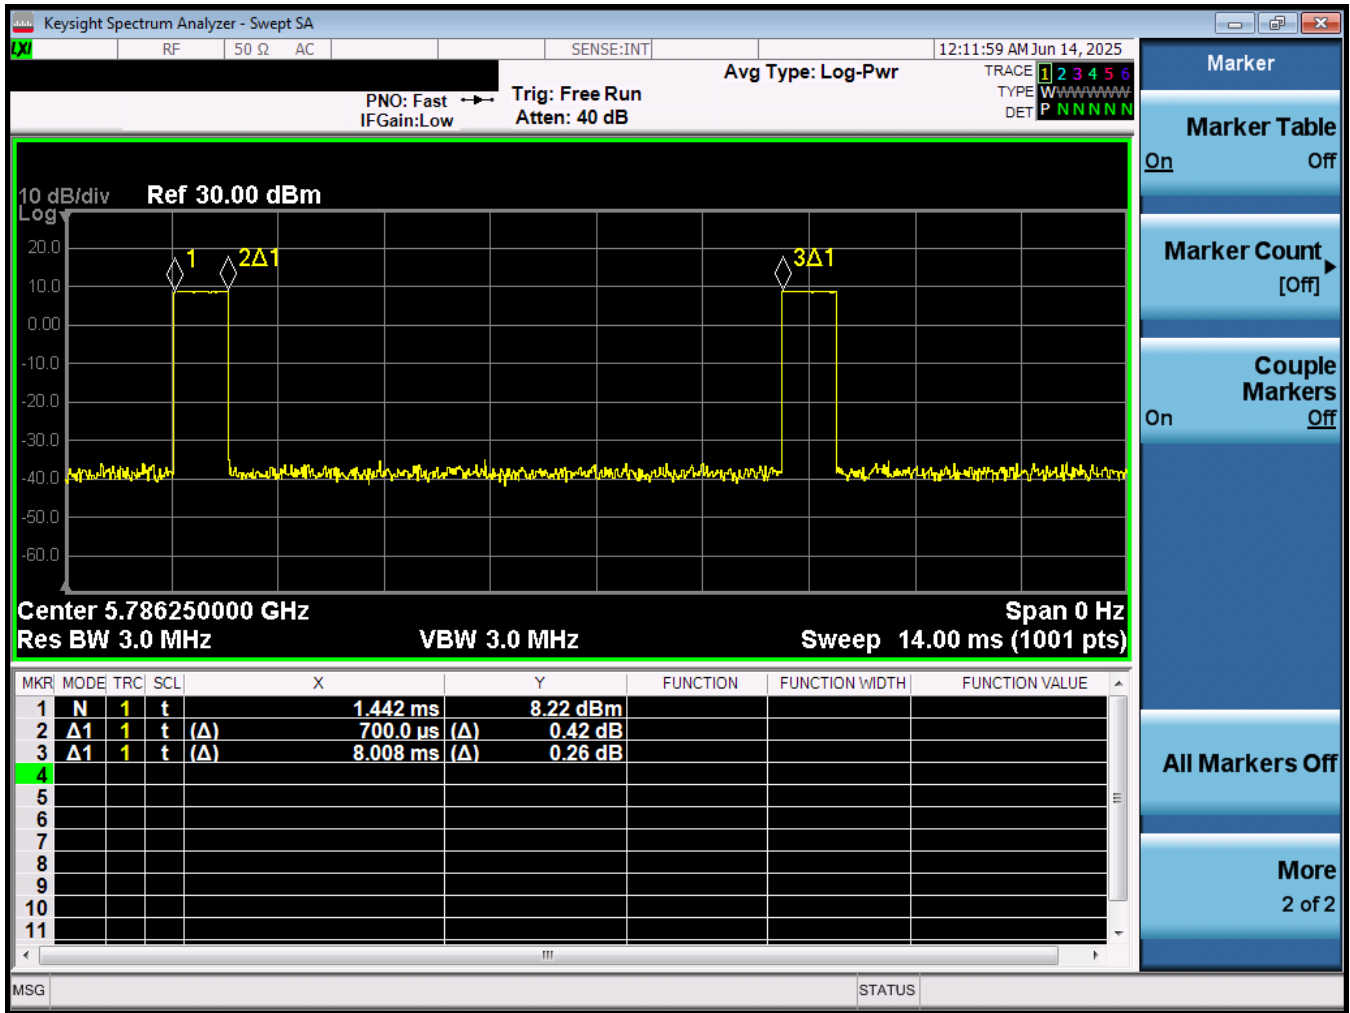 Keysight Spectrum Analyzer - Swept SA
LXI RF 50 Ω AC SENSE:INT 12:11:59 AM Jun 14, 2025
Avg Type: Log-Pwr
TRACE 1 2 3 4 5 6
TYPE WWWWWW
DET P N N N N N
PNO: Fast
IFGain:Low
Trig: Free Run
Atten: 40 dB
10 dB/div
Log
Ref 30.00 dBm
20.0
10.0
0.00
-10.0
-20.0
-30.0
-40.0
-50.0
-60.0
1
2Δ1
3Δ1
Center 5.786250000 GHz Span 0 Hz
Res BW 3.0 MHz VBW 3.0 MHz Sweep 14.00 ms (1001 pts)
MKR MODE TRC SCL X Y FUNCTION FUNCTION WIDTH FUNCTION VALUE
1 N 1 t 1.442 ms 8.22 dBm
2 Δ1 1 t (Δ) 700.0 µs (Δ) 0.42 dB
3 Δ1 1 t (Δ) 8.008 ms (Δ) 0.26 dB
4
5
6
7
8
9
10
11
MSG STATUS
Marker
Marker Table
On Off
Marker Count
[Off]
Couple
Markers
On Off
All Markers Off
More
2 of 2